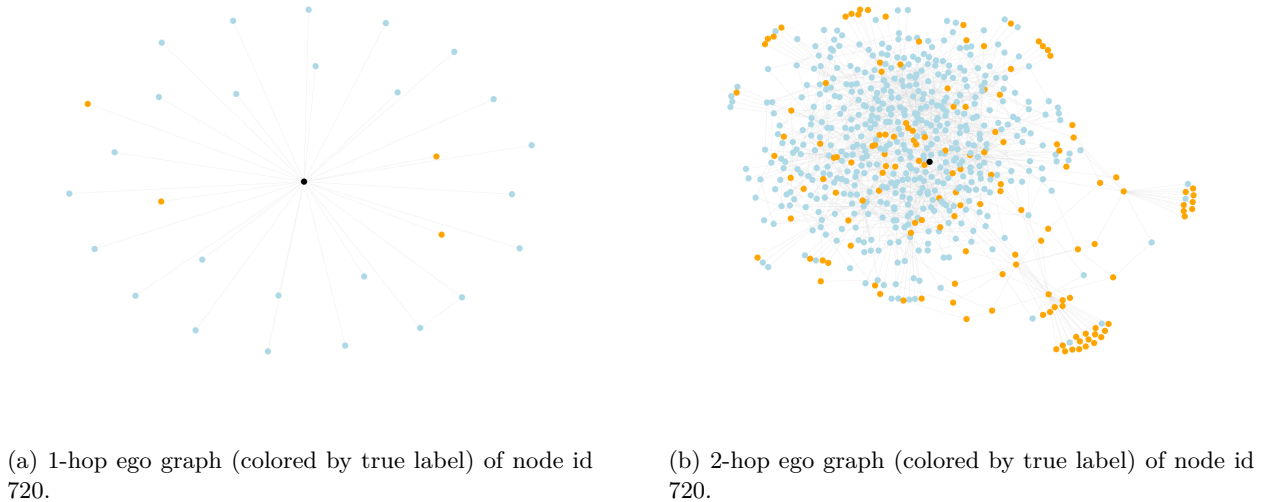 (a) 1-hop ego graph (colored by true label) of node id
720.
(b) 2-hop ego graph (colored by true label) of node id
720.